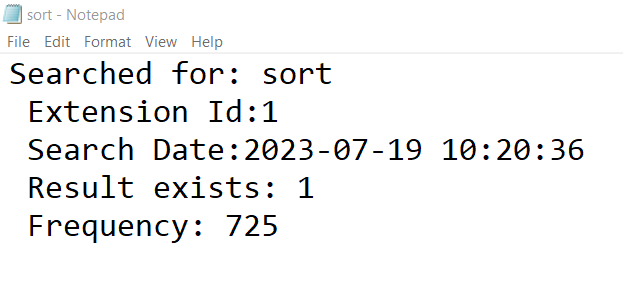 sort - Notepad
File Edit Format View Help
Searched for: sort
Extension Id:1
Search Date:2023-07-19 10:20:36
Result exists: 1
Frequency: 725